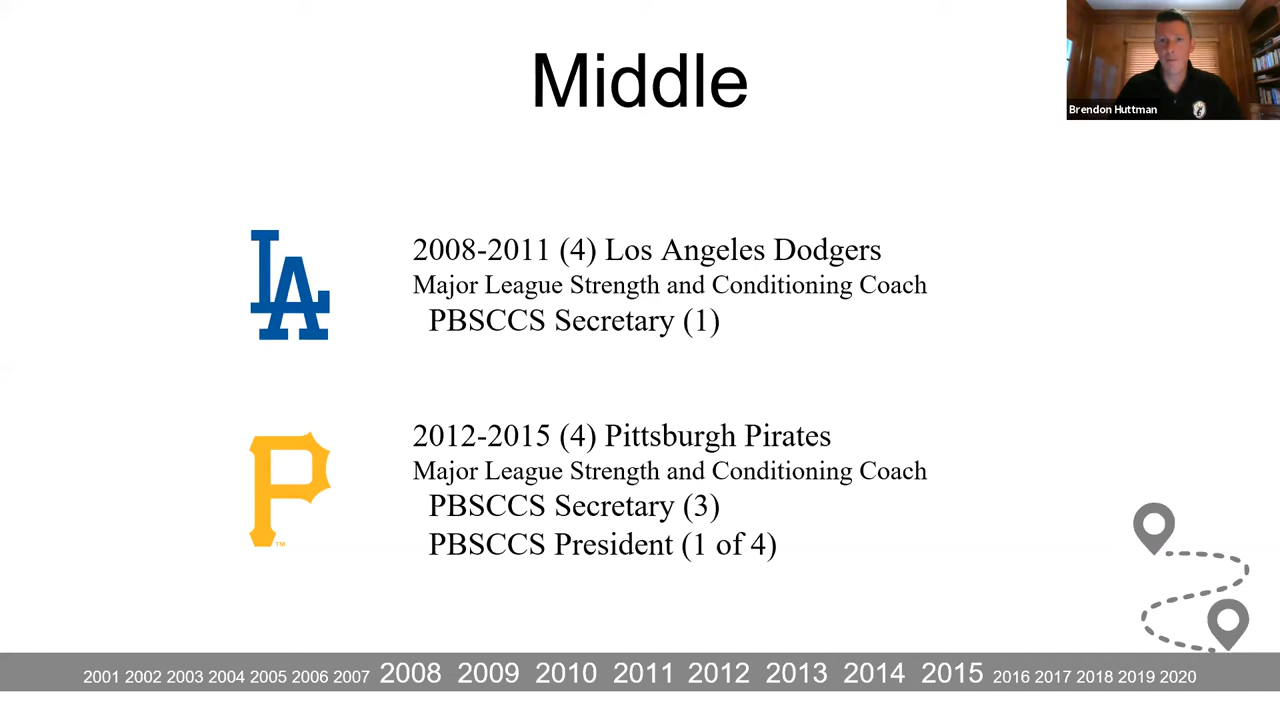 Middle
Brendon Huttman
LA
2008-2011 (4) Los Angeles Dodgers
Major League Strength and Conditioning Coach
PBSCCS Secretary (1)
P
TM
2012-2015 (4) Pittsburgh Pirates
Major League Strength and Conditioning Coach
PBSCCS Secretary (3)
PBSCCS President (1 of 4)
2001 2002 2003 2004 2005 2006 2007 2008 2009 2010 2011 2012 2013 2014 2015 2016 2017 2018 2019 2020